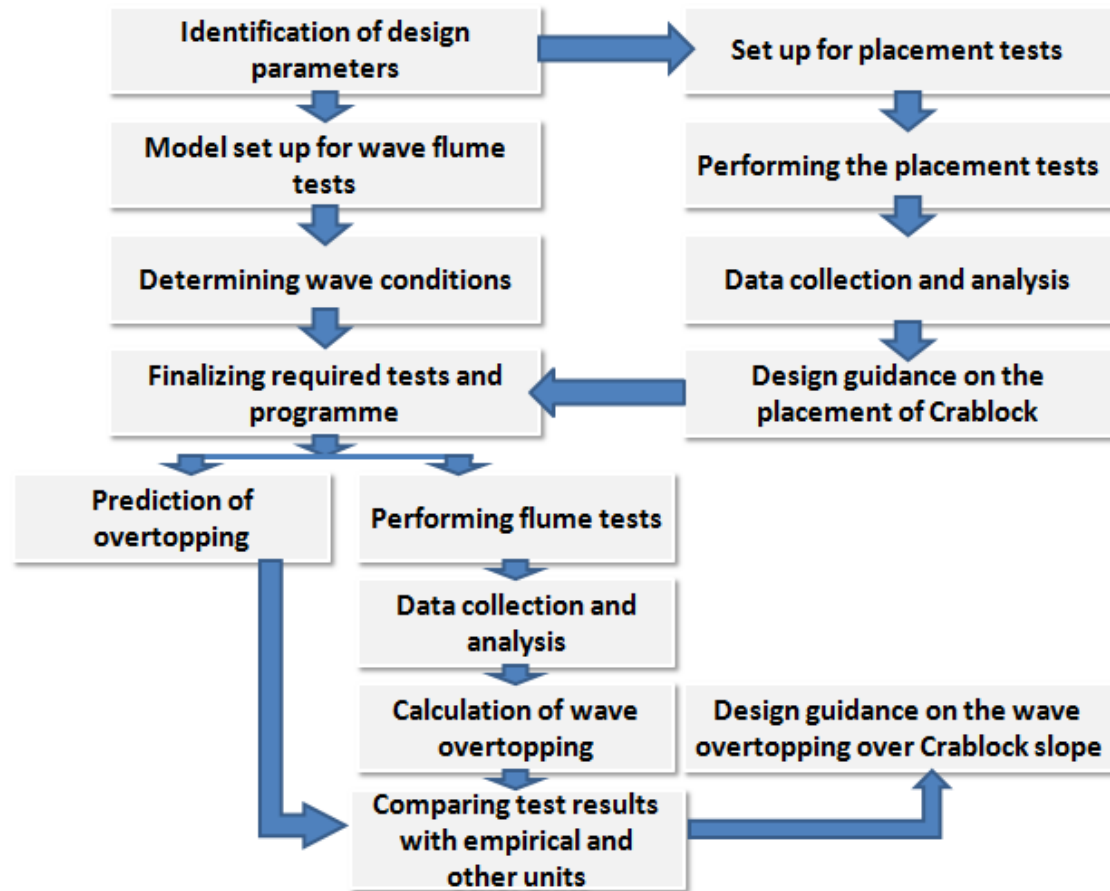 Identification of design
parameters
Set up for placement tests
Model set up for wave flume
tests
Performing the placement tests
Determining wave conditions
Data collection and analysis
Finalizing required tests and
programme
Design guidance on the
placement of Crablock
Prediction of
overtopping
Performing flume tests
Data collection and
analysis
Calculation of wave
overtopping
Design guidance on the wave
overtopping over Crablock slope
Comparing test results
with empirical and
other units